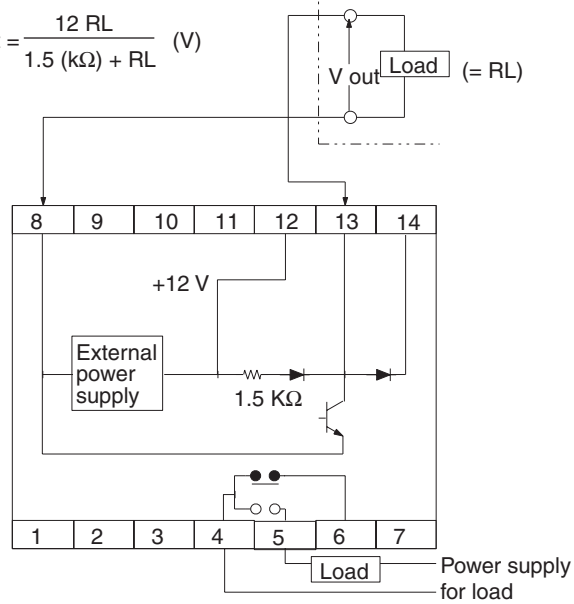 = 12 RL / 1.5 (kΩ) + RL (V)
V out
Load
(= RL)
8 9 10 11 12 13 14
+12 V
External
power
supply
1.5 KΩ
1 2 3 4 5 6 7
Load
Power supply
for load